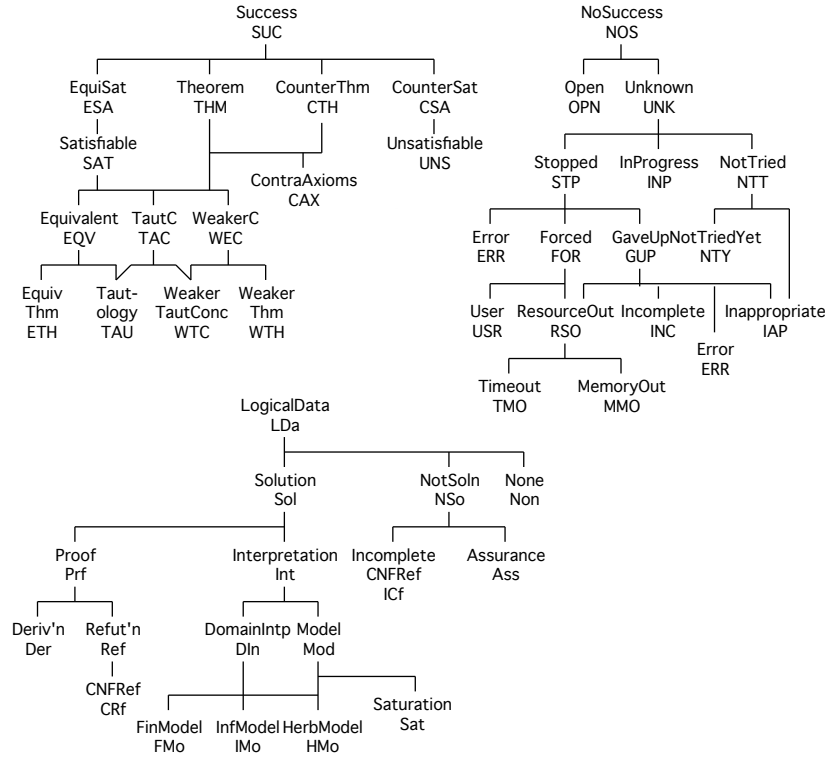 Success
SUC
NoSuccess
NOS
EquiSat
ESA
Theorem
THM
CounterThm
CTH
CounterSat
CSA
Open
OPN
Unknown
UNK
Satisfiable
SAT
ContraAxioms
CAX
Unsatisfiable
UNS
Stopped
STP
InProgress
INP
NotTried
NTT
Equivalent
EQV
TautC
TAC
WeakerC
WEC
Error
ERR
Forced
FOR
GaveUp
GUP
NotTriedYet
NTY
Equiv
Thm
ETH
Taut-
ology
TAU
Weaker
TautConc
WTC
Weaker
Thm
WTH
User
USR
ResourceOut
RSO
Incomplete
INC
Error
ERR
Inappropriate
IAP
Timeout
TMO
MemoryOut
MMO
LogicalData
LDa
Solution
Sol
NotSoln
NSo
None
Non
Proof
Prf
Interpretation
Int
Incomplete
CNFRef
ICf
Assurance
Ass
Deriv'n
Der
Refut'n
Ref
DomainIntp
DIn
Model
Mod
CNFRef
CRf
FinModel
FMo
InfModel
IMo
HerbModel
HMo
Saturation
Sat